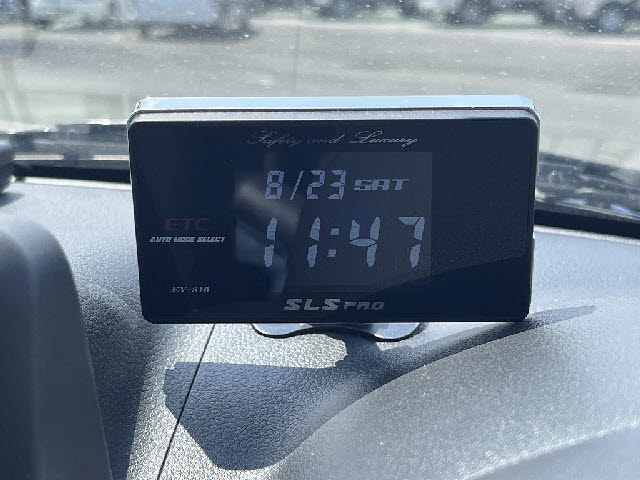 Safety and Luxury
8/23 SAT
ETC
11:47
AUTO MODE SELECT
SLS PRO